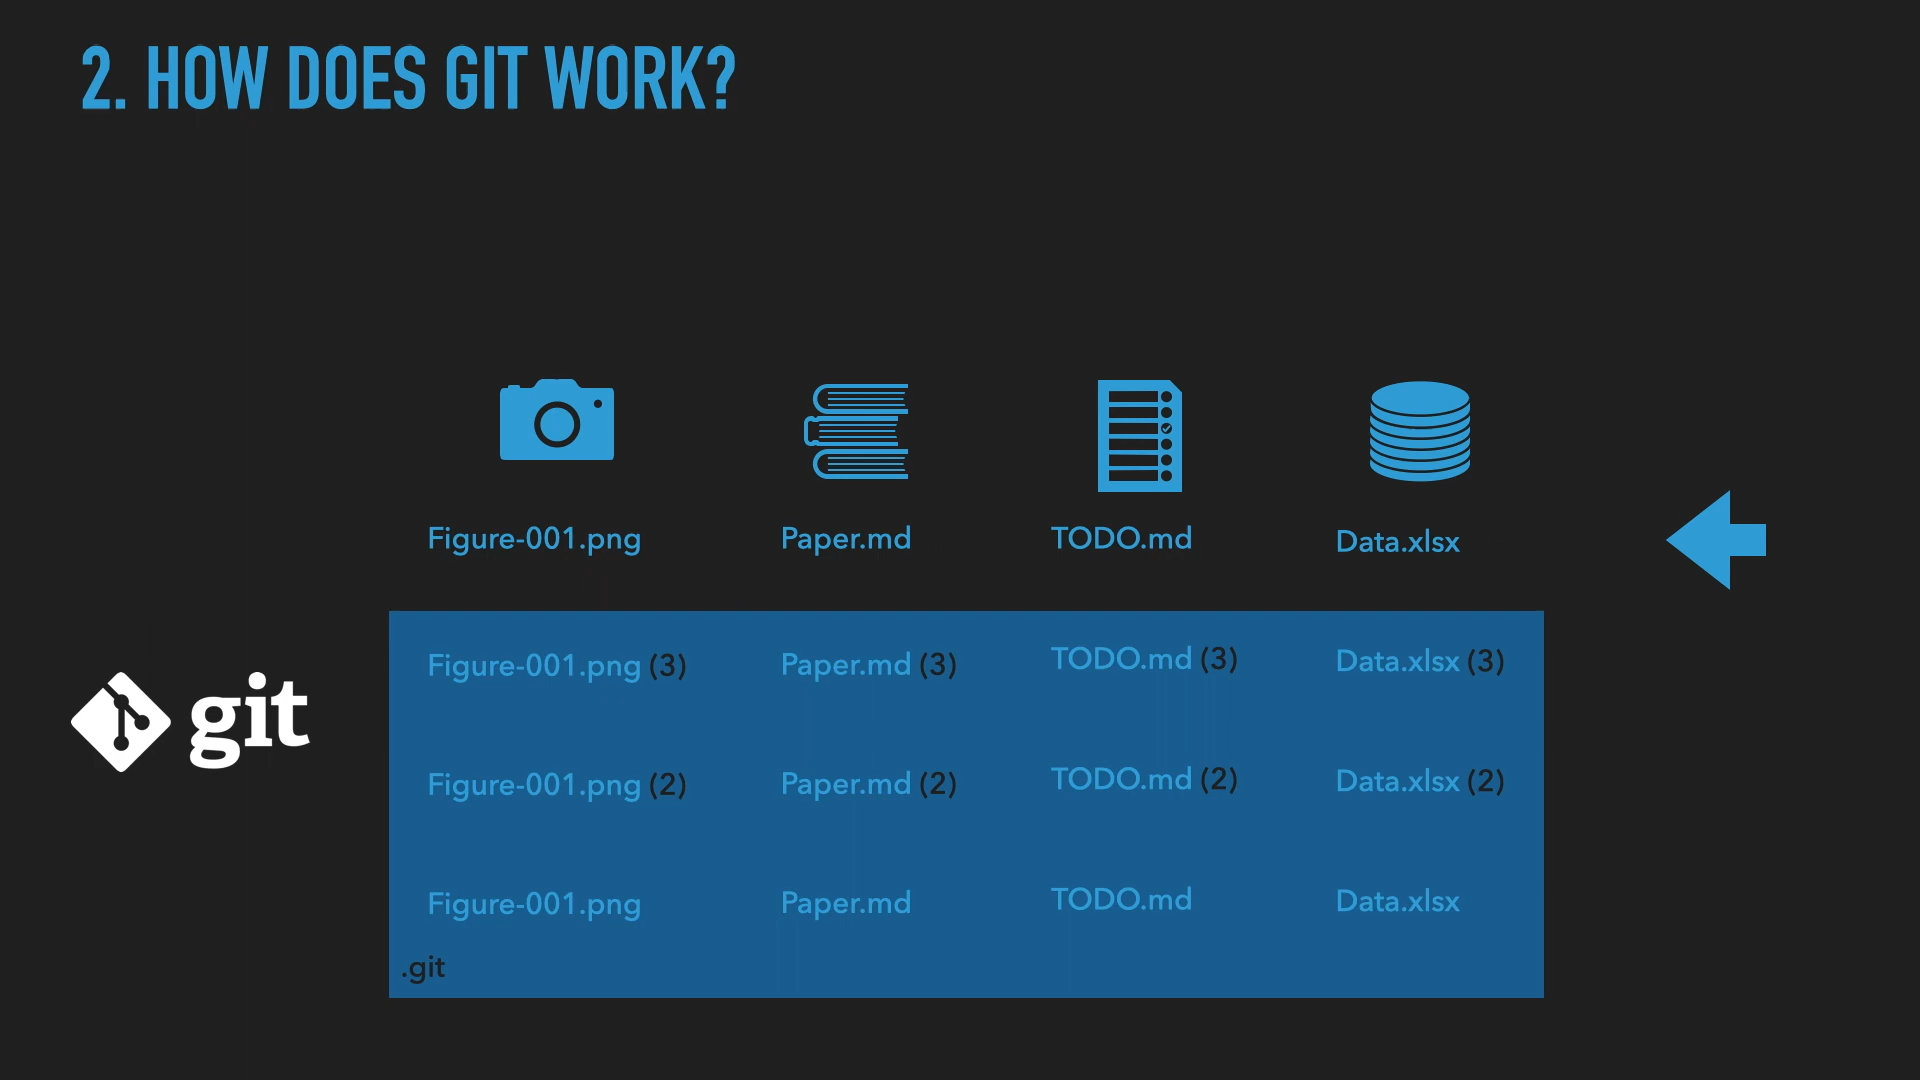 2. HOW DOES GIT WORK?
Figure-001.png Paper.md TODO.md Data.xlsx
git
Figure-001.png (3) Paper.md (3) TODO.md (3) Data.xlsx (3)
Figure-001.png (2) Paper.md (2) TODO.md (2) Data.xlsx (2)
Figure-001.png Paper.md TODO.md Data.xlsx
.git